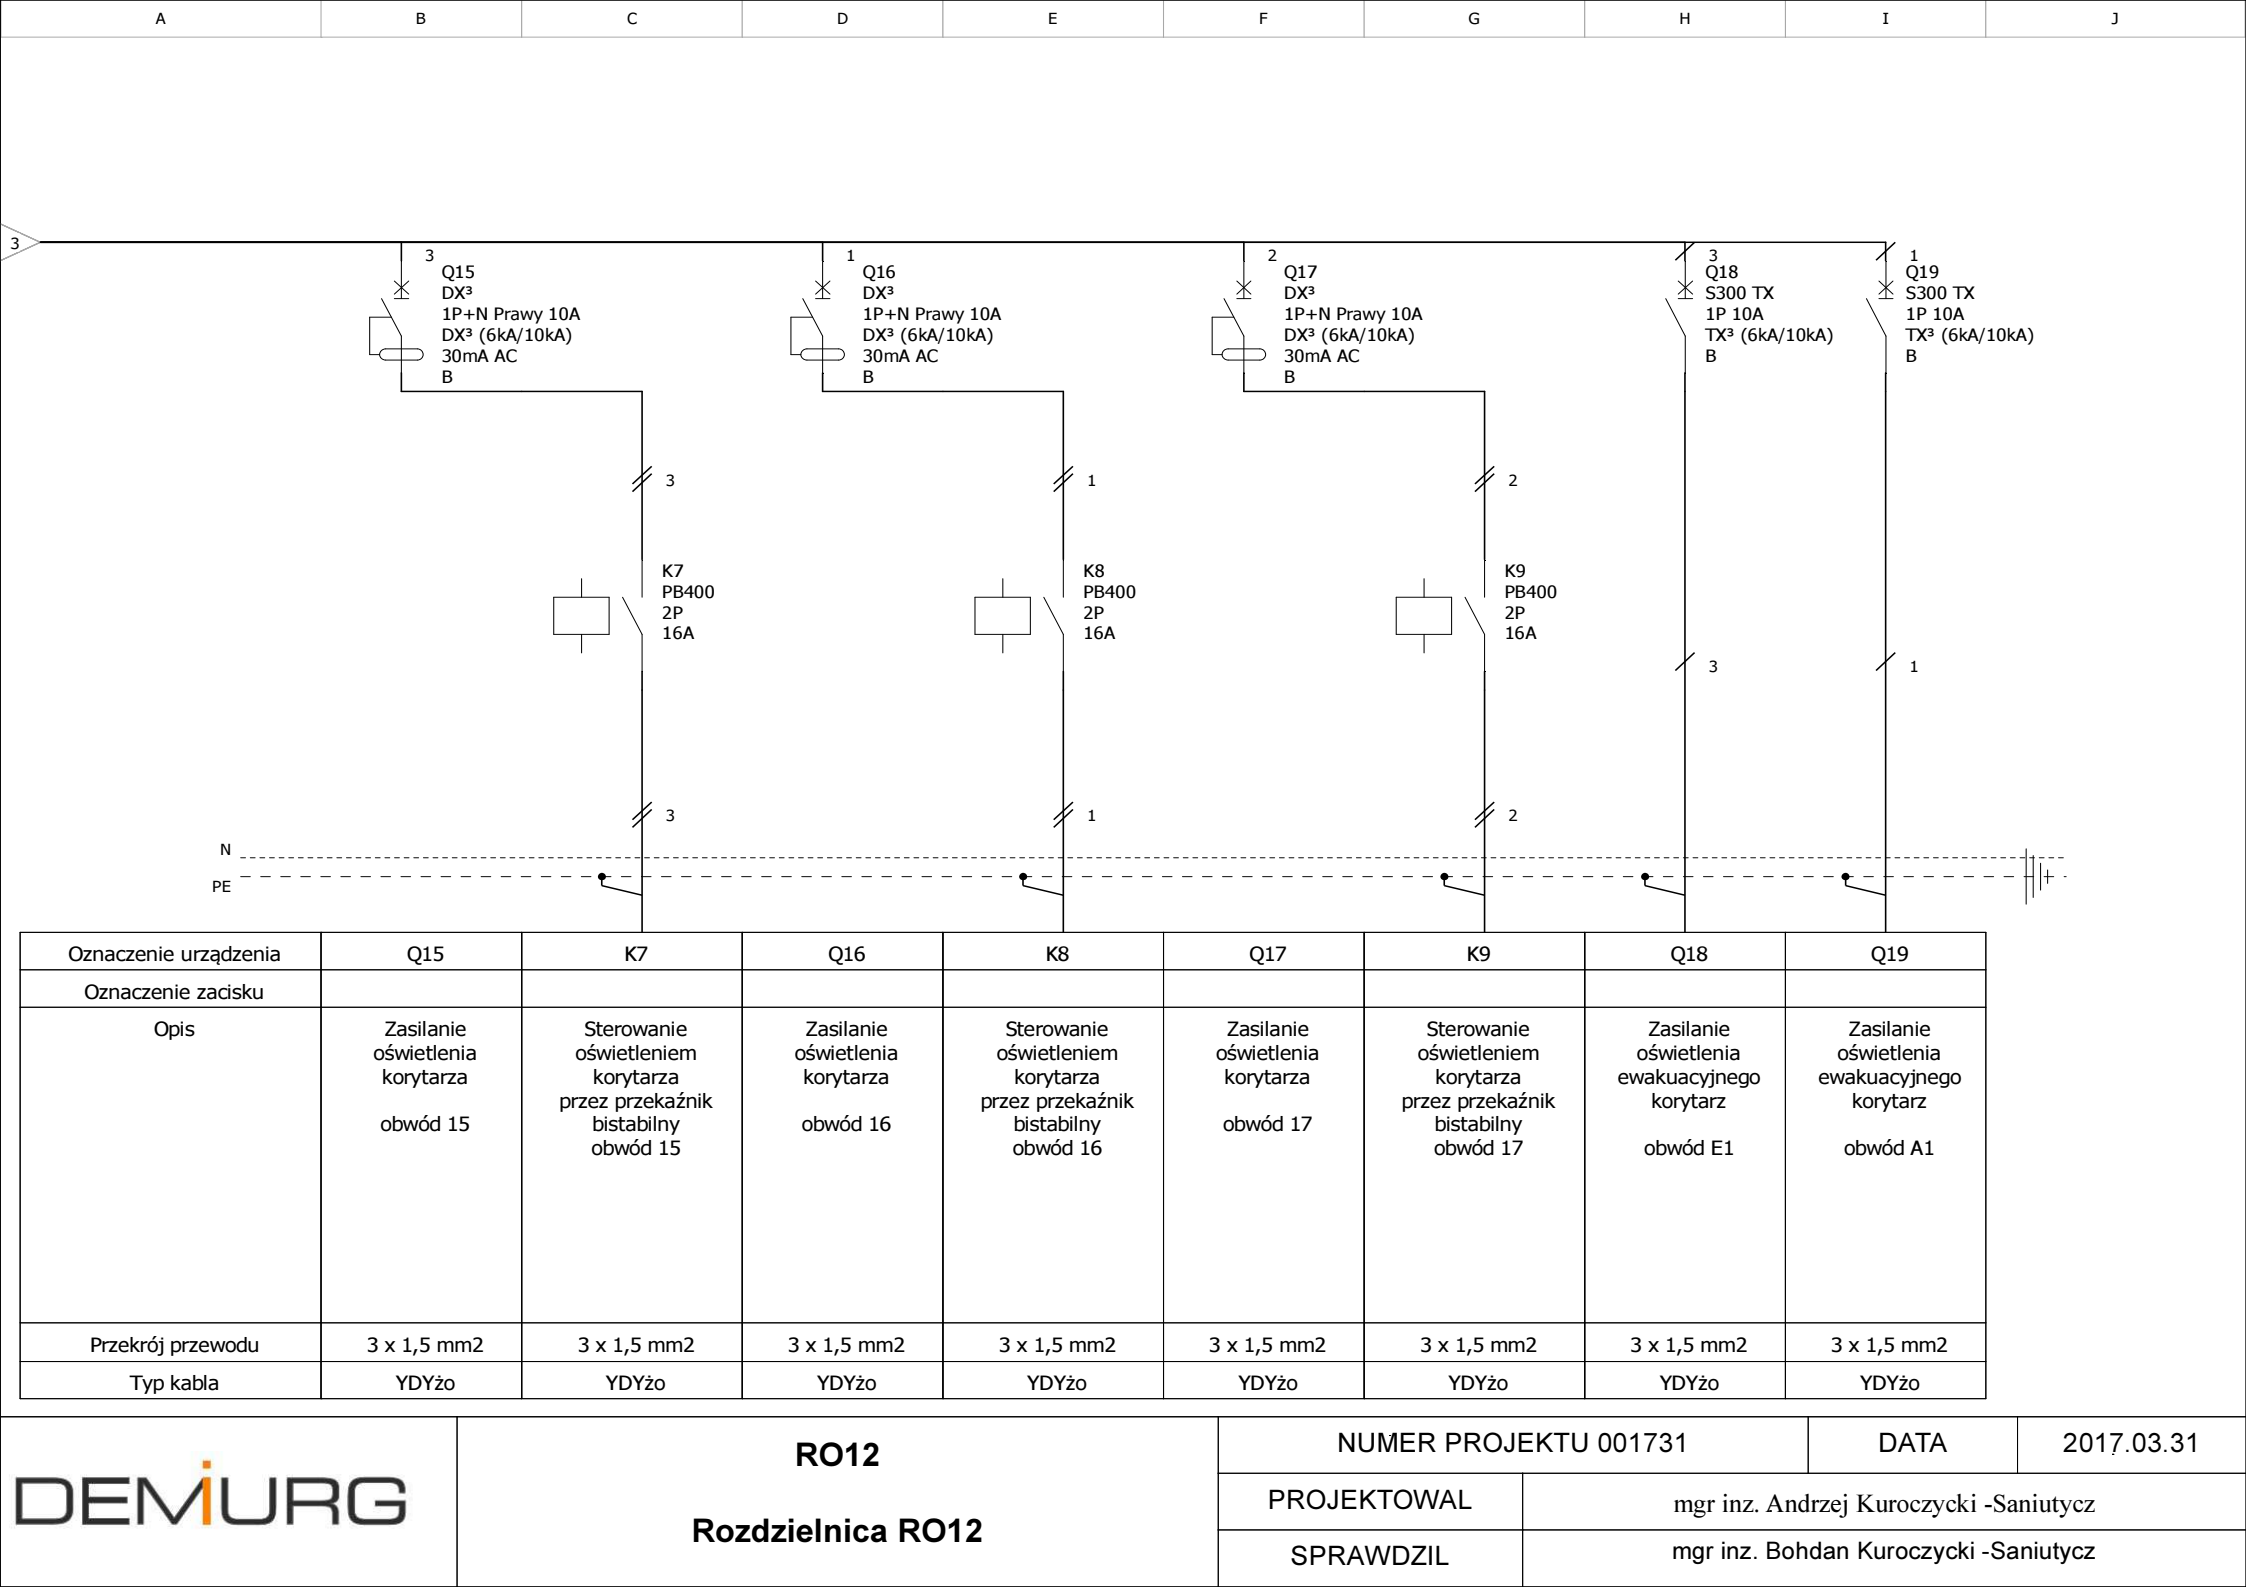 A B C D E F G H I J
3
3
Q15
DX³
1P+N Prawy 10A
DX³ (6kA/10kA)
30mA AC
B
1
Q16
DX³
1P+N Prawy 10A
DX³ (6kA/10kA)
30mA AC
B
2
Q17
DX³
1P+N Prawy 10A
DX³ (6kA/10kA)
30mA AC
B
3
Q18
S300 TX
1P 10A
TX³ (6kA/10kA)
B
1
Q19
S300 TX
1P 10A
TX³ (6kA/10kA)
B
3
1
2
K7
PB400
2P
16A
K8
PB400
2P
16A
K9
PB400
2P
16A
3
1
3
1
2
N
PE
Oznaczenie urządzenia Q15 K7 Q16 K8 Q17 K9 Q18 Q19
Oznaczenie zacisku
Opis
Zasilanie
oświetlenia
korytarza
obwód 15
Sterowanie
oświetleniem
korytarza
przez przekaźnik
bistabilny
obwód 15
Zasilanie
oświetlenia
korytarza
obwód 16
Sterowanie
oświetleniem
korytarza
przez przekaźnik
bistabilny
obwód 16
Zasilanie
oświetlenia
korytarza
obwód 17
Sterowanie
oświetleniem
korytarza
przez przekaźnik
bistabilny
obwód 17
Zasilanie
oświetlenia
ewakuacyjnego
korytarz
obwód E1
Zasilanie
oświetlenia
ewakuacyjnego
korytarz
obwód A1
Przekrój przewodu 3 x 1,5 mm2 3 x 1,5 mm2 3 x 1,5 mm2 3 x 1,5 mm2 3 x 1,5 mm2 3 x 1,5 mm2 3 x 1,5 mm2 3 x 1,5 mm2
Typ kabla YDYżo YDYżo YDYżo YDYżo YDYżo YDYżo YDYżo YDYżo
DEMiURG
RO12
Rozdzielnica RO12
NUMER PROJEKTU 001731 DATA 2017.03.31
PROJEKTOWAL mgr inz. Andrzej Kuroczycki -Saniutycz
SPRAWDZIL mgr inz. Bohdan Kuroczycki -Saniutycz